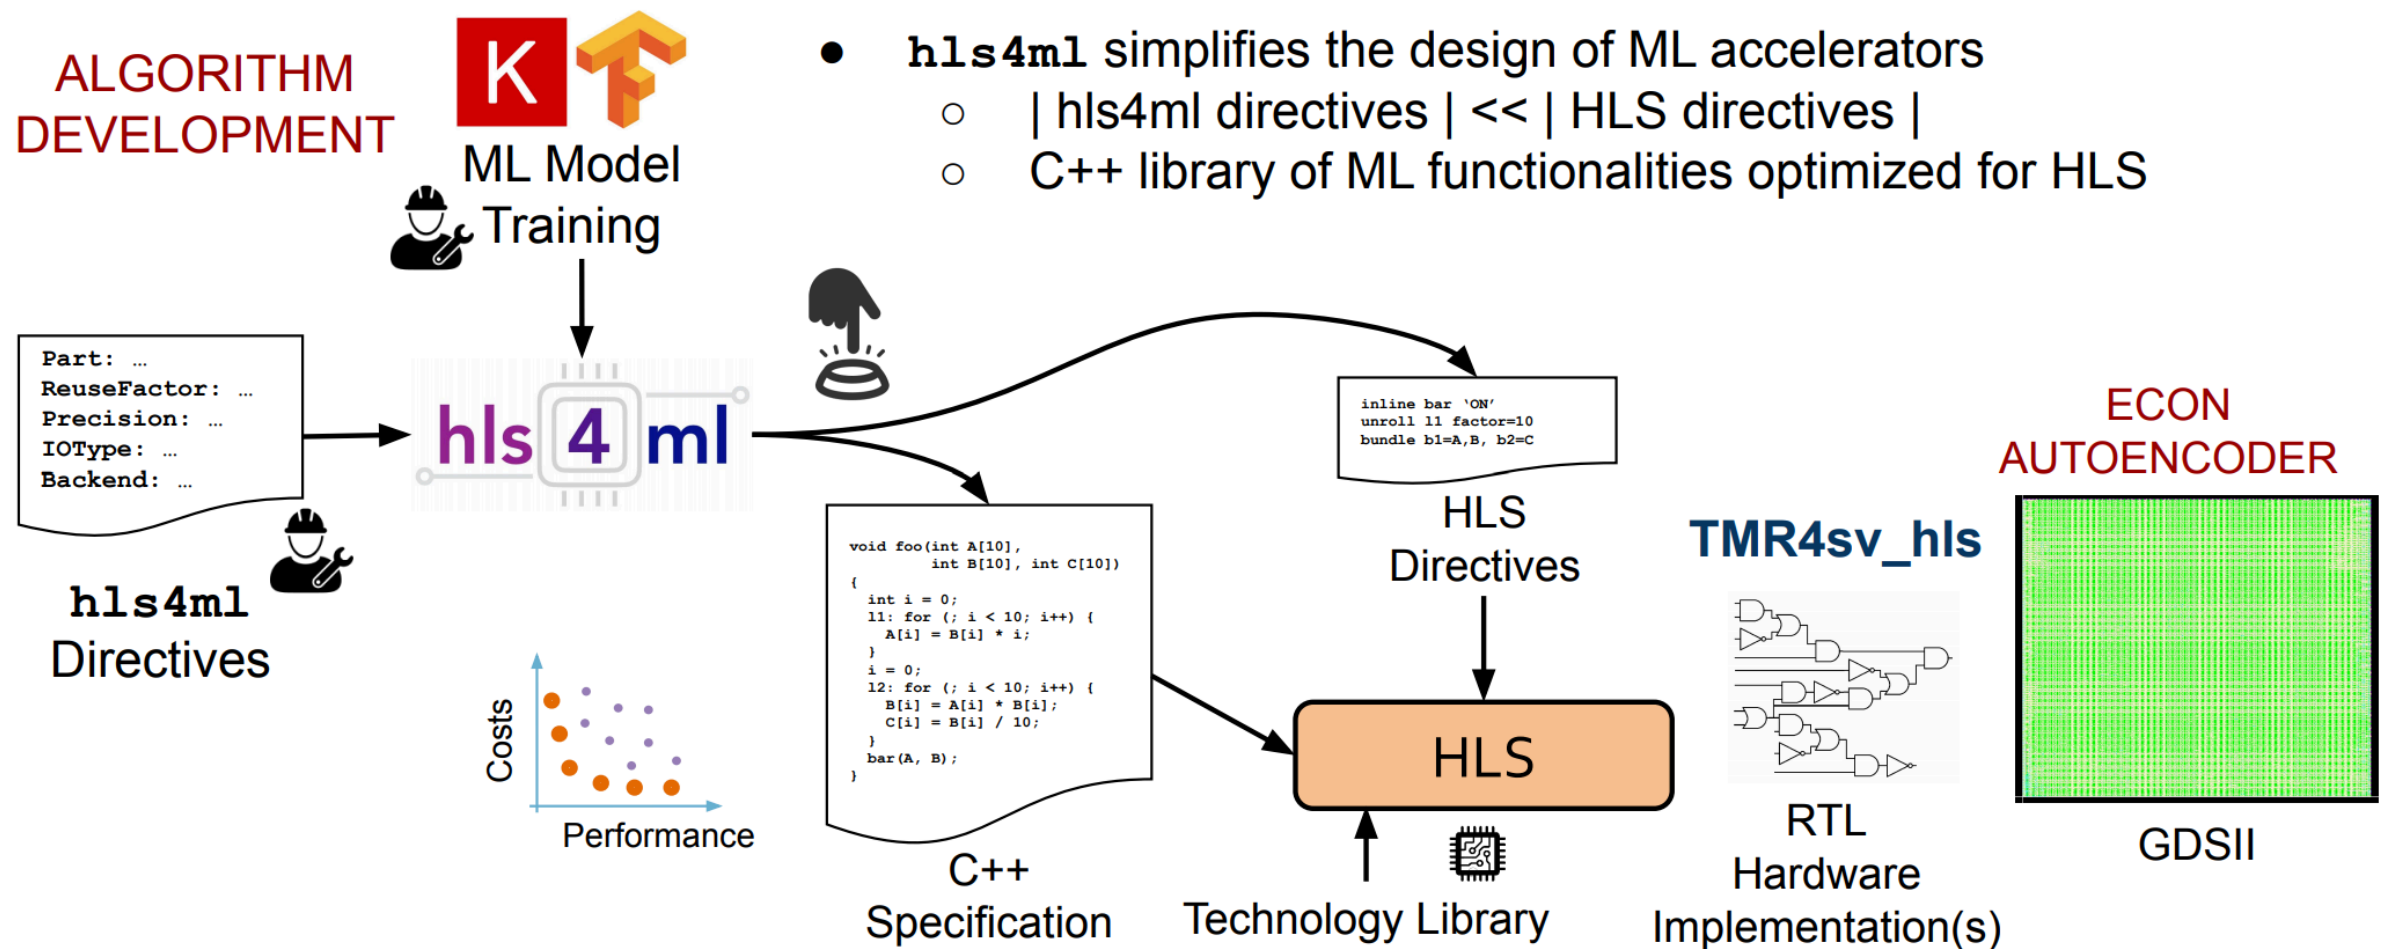 ALGORITHM
DEVELOPMENT
K
ML Model
Training
● hls4ml simplifies the design of ML accelerators
○ | hls4ml directives | << | HLS directives |
○ C++ library of ML functionalities optimized for HLS
Part: …
ReuseFactor: …
Precision: …
IOType: …
Backend: …
hls4ml
Directives
hls 4 ml
Costs
Performance
void foo(int A[10],
int B[10], int C[10])
{
int i = 0;
l1: for (; i < 10; i++) {
A[i] = B[i] * i;
}
i = 0;
l2: for (; i < 10; i++) {
B[i] = A[i] * B[i];
C[i] = B[i] / 10;
}
bar(A, B);
}
C++
Specification
inline bar ‘ON’
unroll l1 factor=10
bundle b1=A,B, b2=C
HLS
Directives
HLS
Technology Library
TMR4sv_hls
RTL
Hardware
Implementation(s)
ECON
AUTOENCODER
GDSII